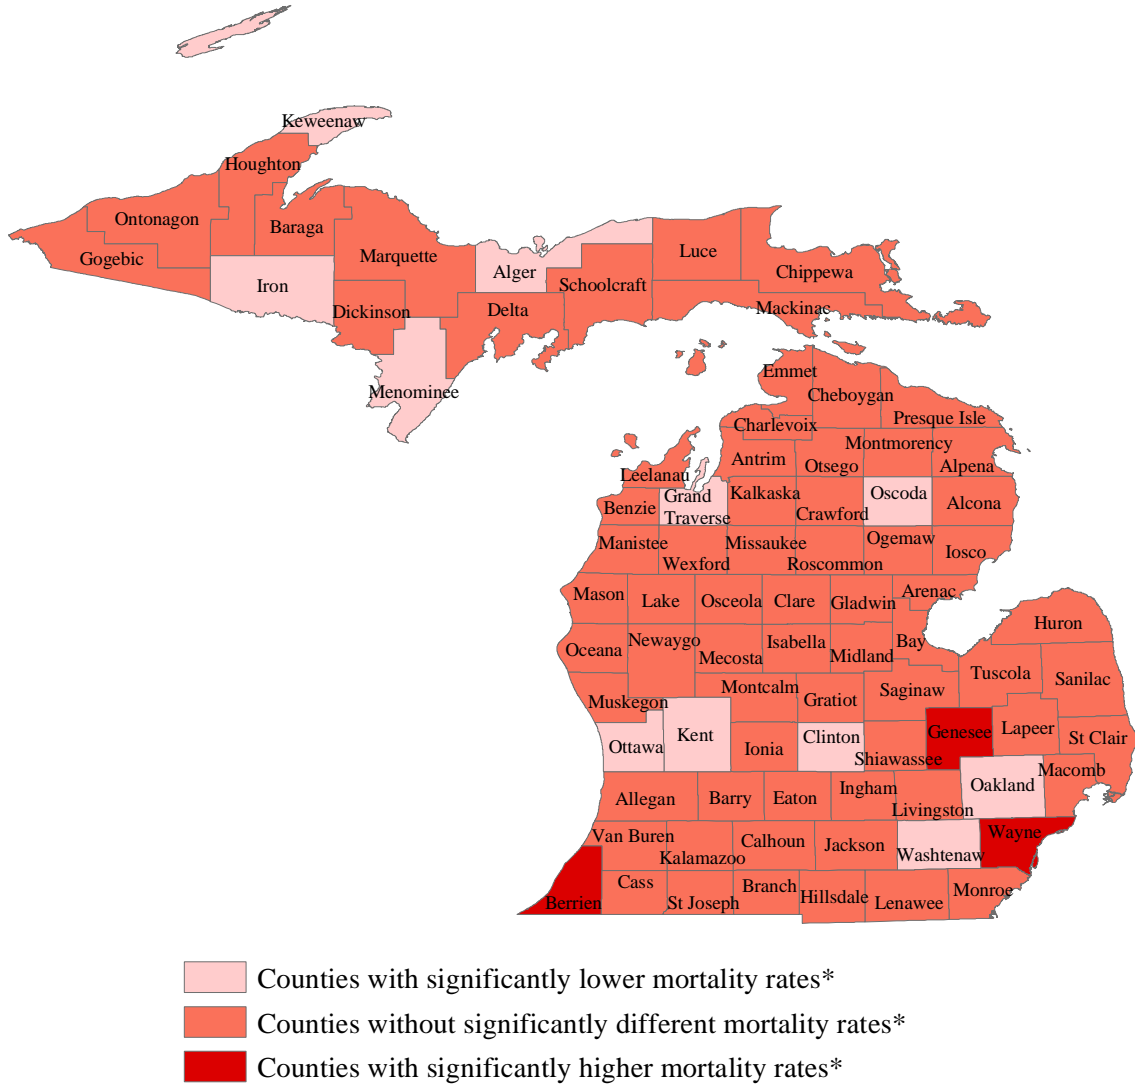 Keweenaw
Houghton
Ontonagon
Baraga
Gogebic
Marquette
Iron
Alger
Luce
Chippewa
Schoolcraft
Dickinson
Delta
Mackinac
Menominee
Emmet
Cheboygan
Presque Isle
Charlevoix
Montmorency
Antrim
Otsego
Alpena
Leelanau
Benzie
Grand
Traverse
Kalkaska
Crawford
Oscoda
Alcona
Manistee
Wexford
Missaukee
Roscommon
Ogemaw
Iosco
Mason
Lake
Osceola
Clare
Gladwin
Arenac
Huron
Oceana
Newaygo
Mecosta
Isabella
Midland
Bay
Tuscola
Sanilac
Muskegon
Montcalm
Gratiot
Saginaw
Ottawa
Kent
Ionia
Clinton
Shiawassee
Genesee
Lapeer
St Clair
Allegan
Barry
Eaton
Ingham
Livingston
Oakland
Macomb
Van Buren
Kalamazoo
Calhoun
Jackson
Washtenaw
Wayne
Berrien
Cass
St Joseph
Branch
Hillsdale
Lenawee
Monroe
Counties with significantly lower mortality rates*
Counties without significantly different mortality rates*
Counties with significantly higher mortality rates*